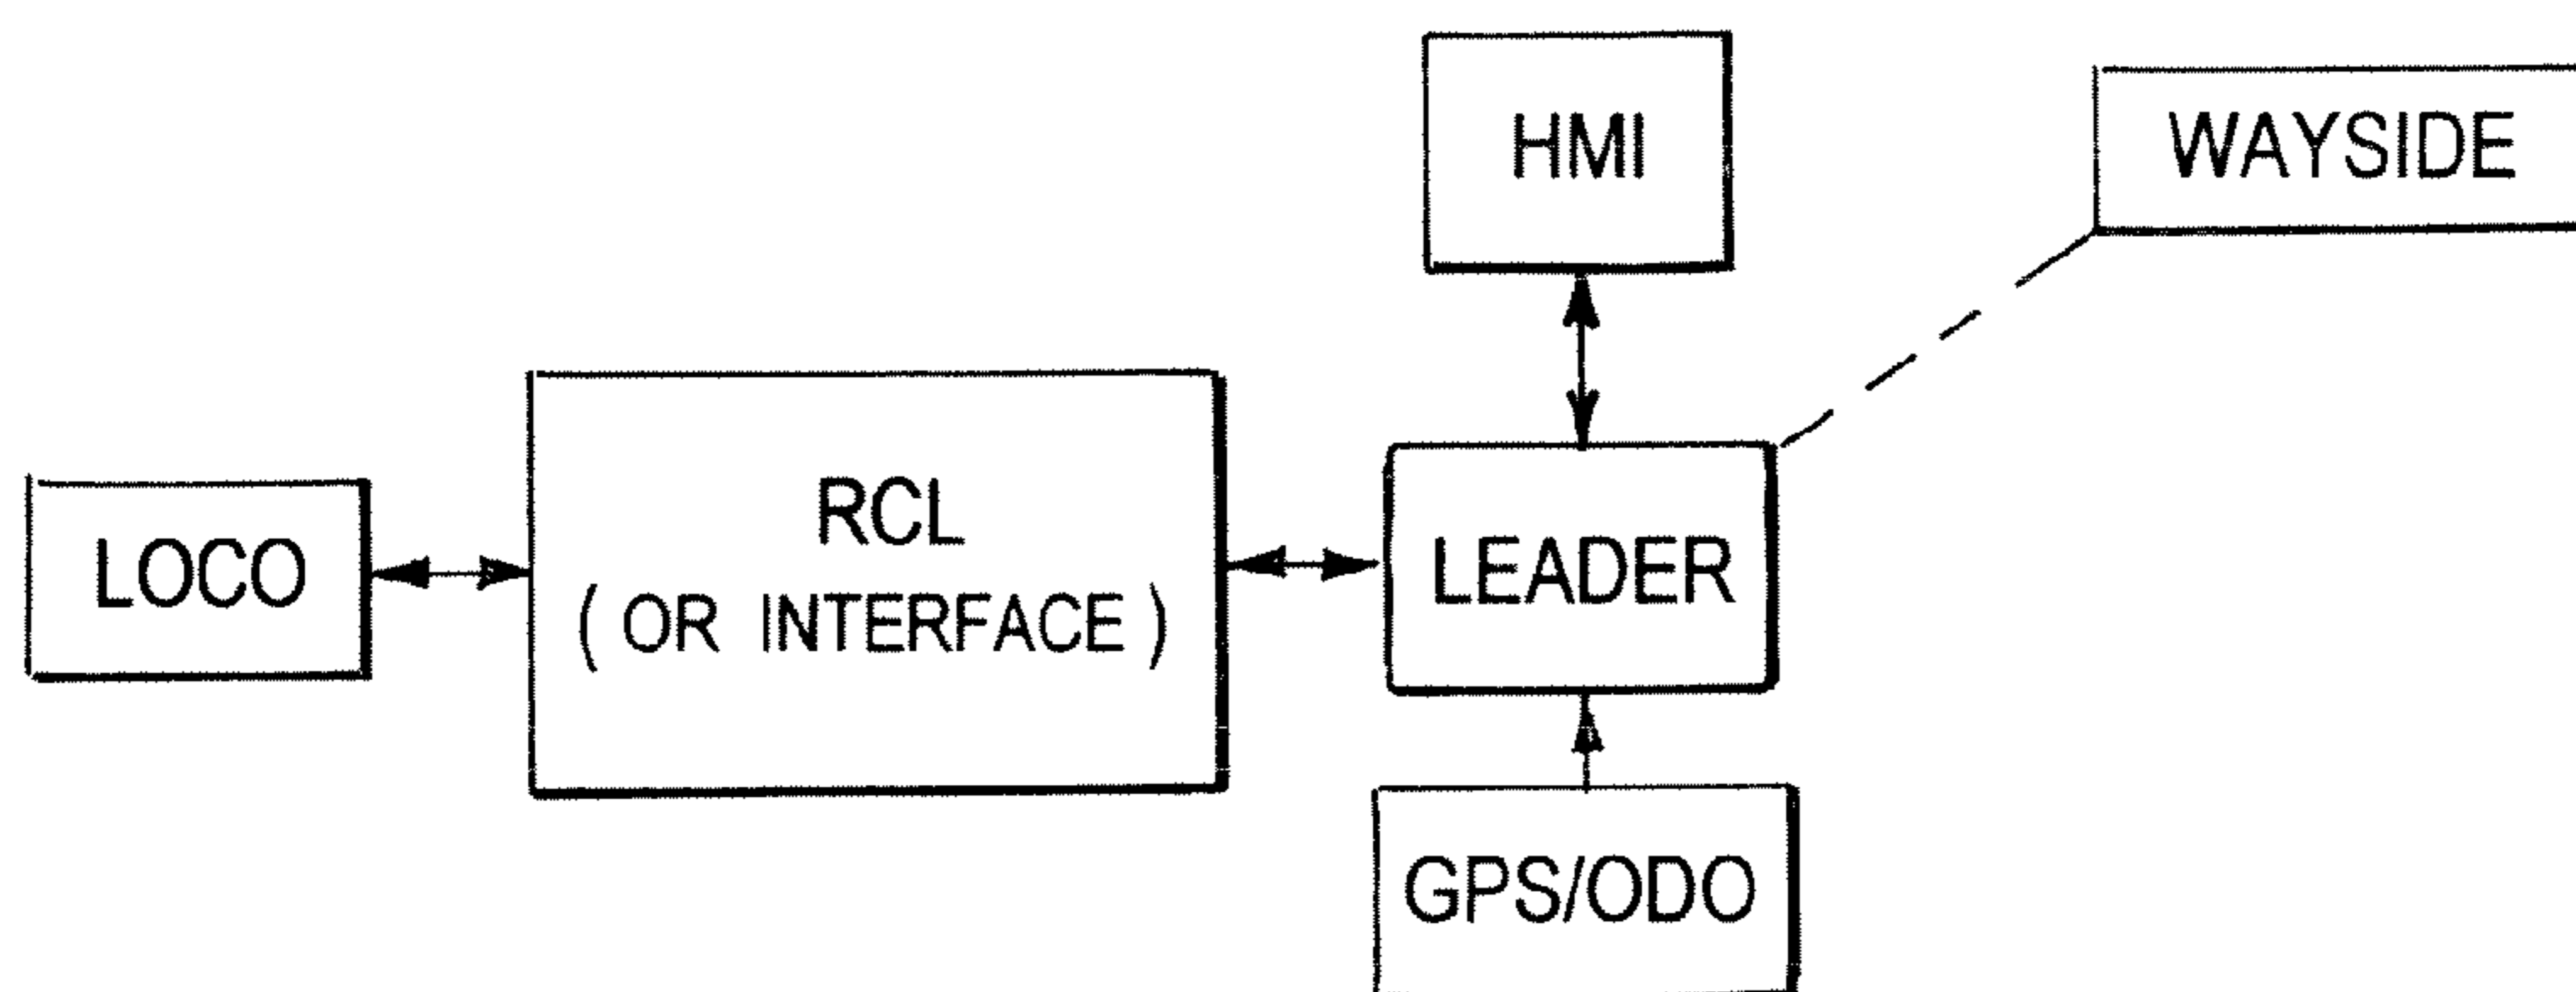 HMI
WAYSIDE
RCL
( OR INTERFACE )
LOCO
LEADER
GPS/ODO